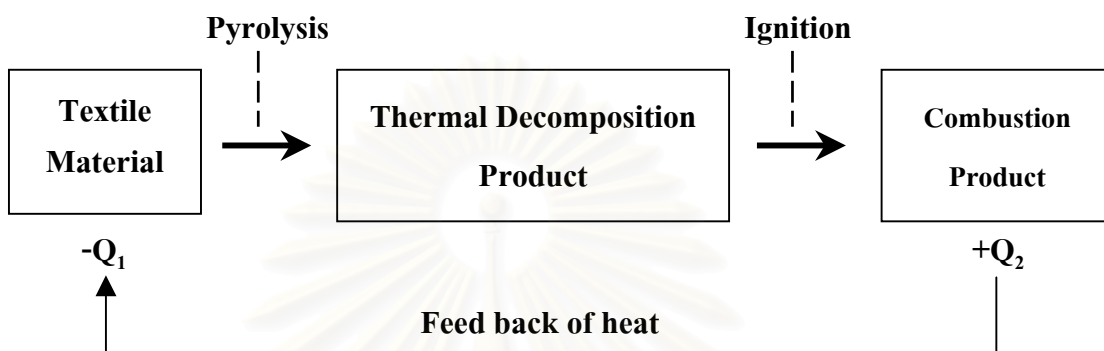 Pyrolysis
Ignition
Textile
Material
Thermal Decomposition
Product
Combustion
Product
-Q₁
+Q₂
Feed back of heat